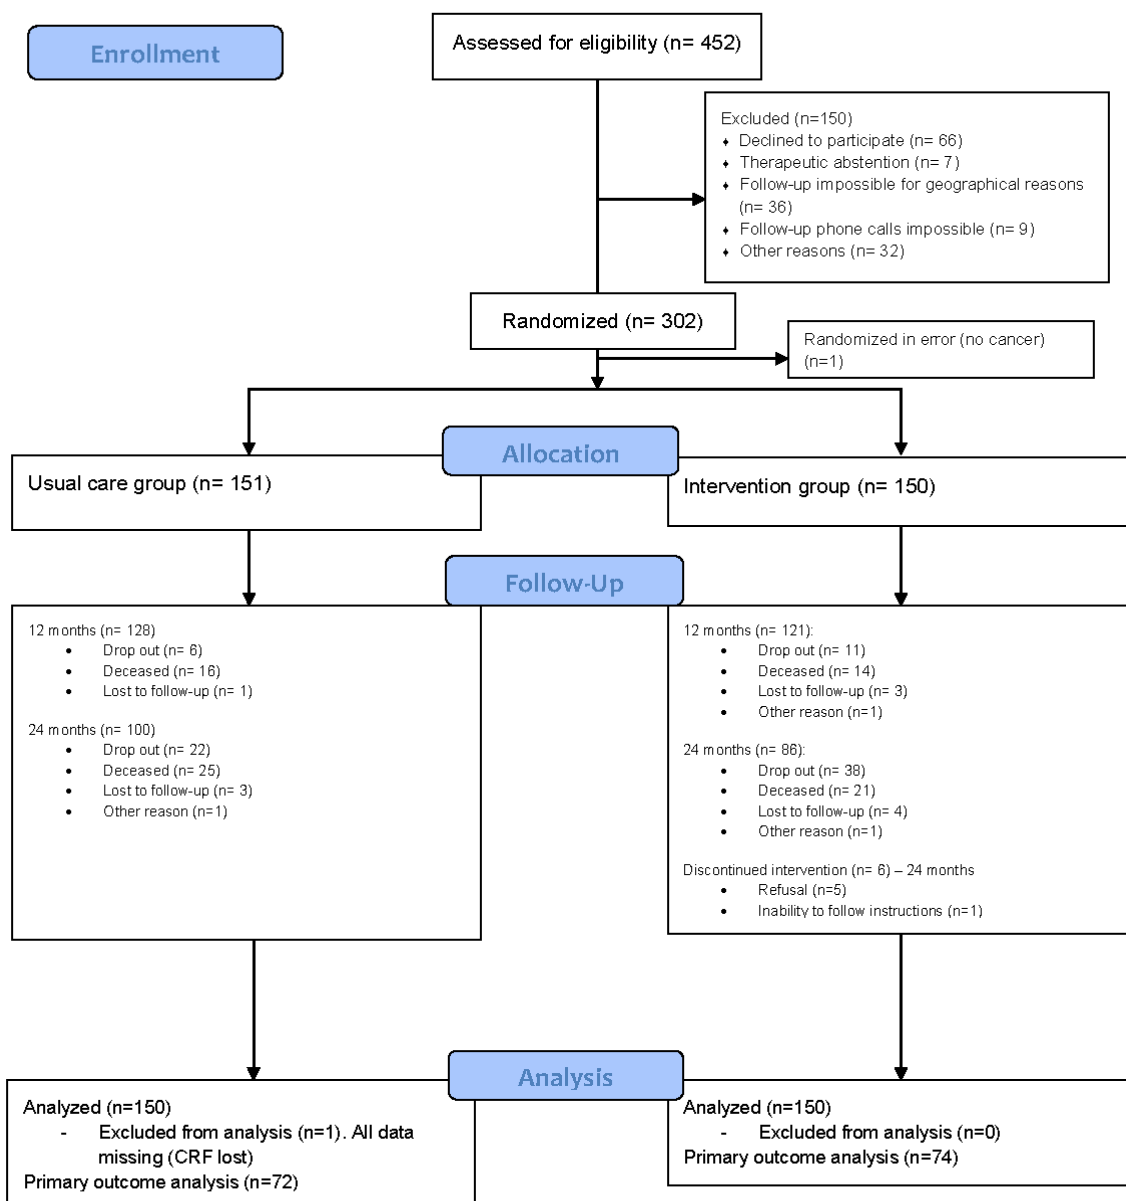 Enrollment
Assessed for eligibility (n= 452)
Excluded (n=150)
♦ Declined to participate (n= 66)
♦ Therapeutic abstention (n= 7)
♦ Follow-up impossible for geographical reasons
(n= 36)
♦ Follow-up phone calls impossible (n= 9)
♦ Other reasons (n= 32)
Randomized (n= 302)
Randomized in error (no cancer)
(n=1)
Allocation
Usual care group (n= 151)
Intervention group (n= 150)
Follow-Up
12 months (n= 128)
• Drop out (n= 6)
• Deceased (n= 16)
• Lost to follow-up (n= 1)
24 months (n= 100)
• Drop out (n= 22)
• Deceased (n= 25)
• Lost to follow-up (n= 3)
• Other reason (n=1)
12 months (n= 121):
• Drop out (n= 11)
• Deceased (n= 14)
• Lost to follow-up (n= 3)
• Other reason (n=1)
24 months (n= 86):
• Drop out (n= 38)
• Deceased (n= 21)
• Lost to follow-up (n= 4)
• Other reason (n=1)
Discontinued intervention (n= 6) – 24 months
• Refusal (n=5)
• Inability to follow instructions (n=1)
Analysis
Analyzed (n=150)
- Excluded from analysis (n=1). All data
missing (CRF lost)
Primary outcome analysis (n=72)
Analyzed (n=150)
- Excluded from analysis (n=0)
Primary outcome analysis (n=74)